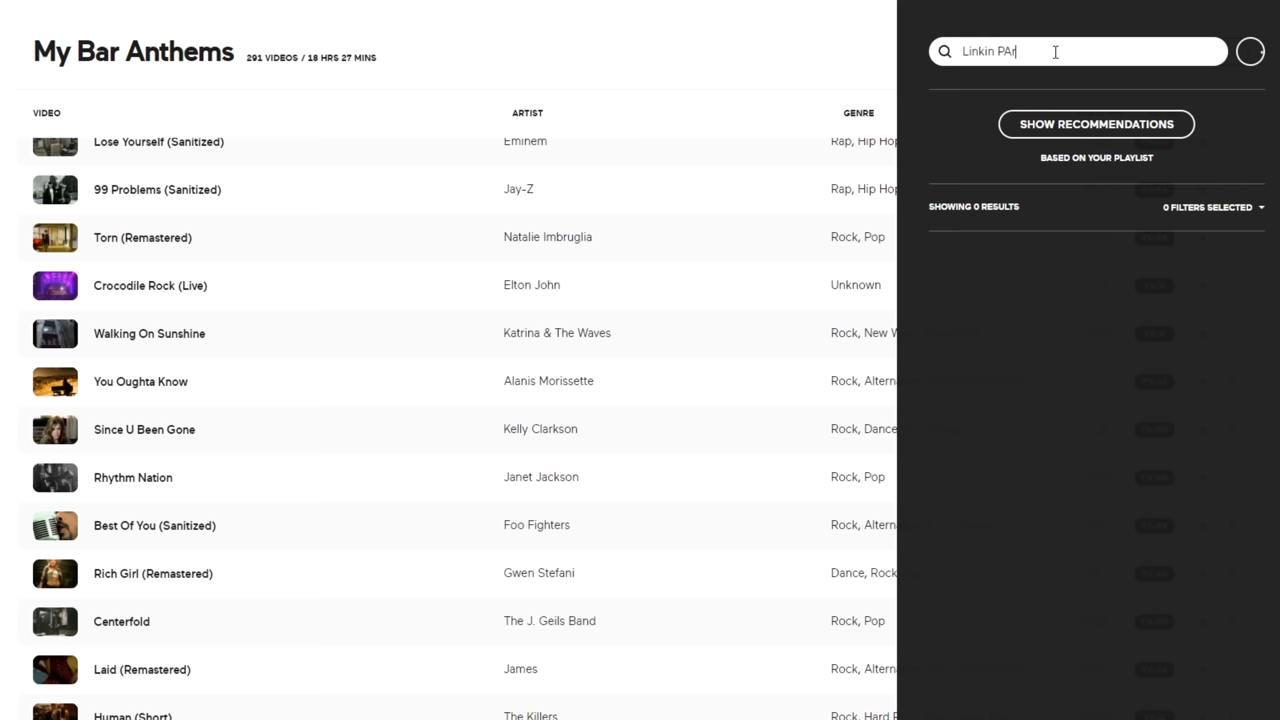 My Bar Anthems 291 VIDEOS / 18 HRS 27 MINS
VIDEO ARTIST GENRE
Lose Yourself (Sanitized) Eminem Rap, Hip Hop
99 Problems (Sanitized) Jay-Z Rap, Hip Hop
Torn (Remastered) Natalie Imbruglia Rock, Pop
Crocodile Rock (Live) Elton John Unknown
Walking On Sunshine Katrina & The Waves Rock, New
You Oughta Know Alanis Morissette Rock, Altern
Since U Been Gone Kelly Clarkson Rock, Dance
Rhythm Nation Janet Jackson Rock, Pop
Best Of You (Sanitized) Foo Fighters Rock, Altern
Rich Girl (Remastered) Gwen Stefani Dance, Rock
Centerfold The J. Geils Band Rock, Pop
Laid (Remastered) James Rock, Altern
Human (Short) The Killers Rock, Hard
Linkin PAr
SHOW RECOMMENDATIONS
BASED ON YOUR PLAYLIST
SHOWING 0 RESULTS 0 FILTERS SELECTED